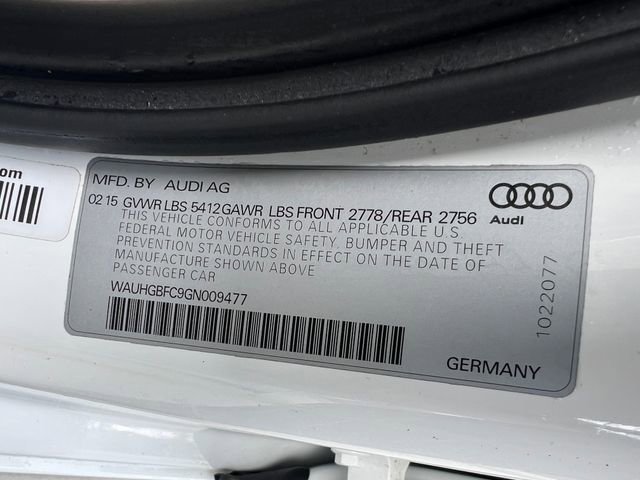 om
MFD. BY AUDI AG
02 15 GVWR LBS 5412 GAWR LBS FRONT 2778/REAR 2756
THIS VEHICLE CONFORMS TO ALL APPLICABLE U.S.
FEDERAL MOTOR VEHICLE SAFETY, BUMPER AND THEFT
PREVENTION STANDARDS IN EFFECT ON THE DATE OF
MANUFACTURE SHOWN ABOVE
PASSENGER CAR
WAUHGBFC9GN009477
Audi
1022077
GERMANY